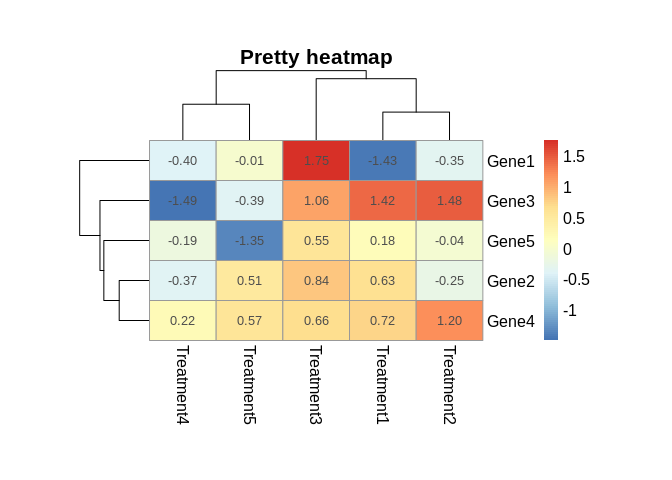 Pretty heatmap
-0.40 -0.01 1.75 -1.43 -0.35 Gene1
-1.49 -0.39 1.06 1.42 1.48 Gene3
-0.19 -1.35 0.55 0.18 -0.04 Gene5
-0.37 0.51 0.84 0.63 -0.25 Gene2
0.22 0.57 0.66 0.72 1.20 Gene4
Treatment4
Treatment5
Treatment3
Treatment1
Treatment2
1.5
1
0.5
0
-0.5
-1